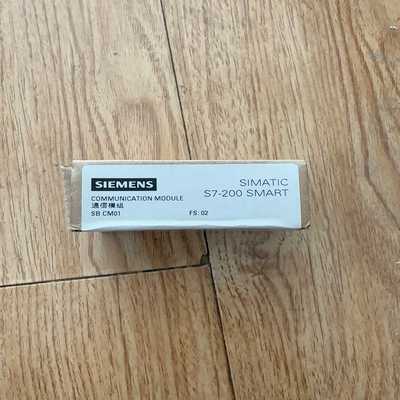 SIEMENS
SIMATIC
S7-200 SMART
COMMUNICATION MODULE
通信模組
SB CM01 FS: 02